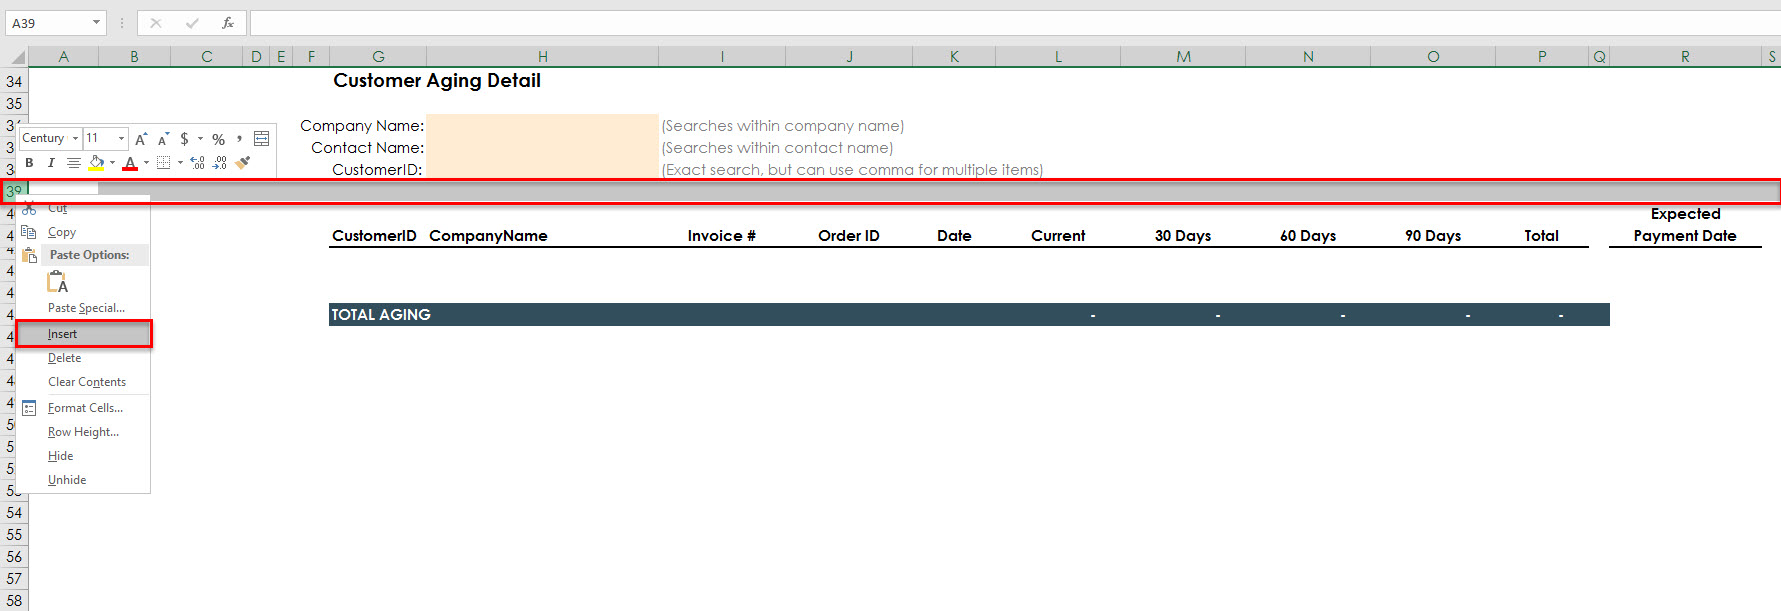 A39
fx
A B C D E F G H I J K L M N O P Q R S
34 Customer Aging Detail
35
Company Name: (Searches within company name)
Century 11 A A $ % ,
Contact Name: (Searches within contact name)
B I A .00 .00
CustomerID: (Exact search, but can use comma for multiple items)
39
Cut
Expected
Copy
CustomerID CompanyName Invoice # Order ID Date Current 30 Days 60 Days 90 Days Total Payment Date
Paste Options:
A
Paste Special...
TOTAL AGING - - - - -
Insert
Delete
Clear Contents
Format Cells...
Row Height...
Hide
Unhide
54
55
56
57
58